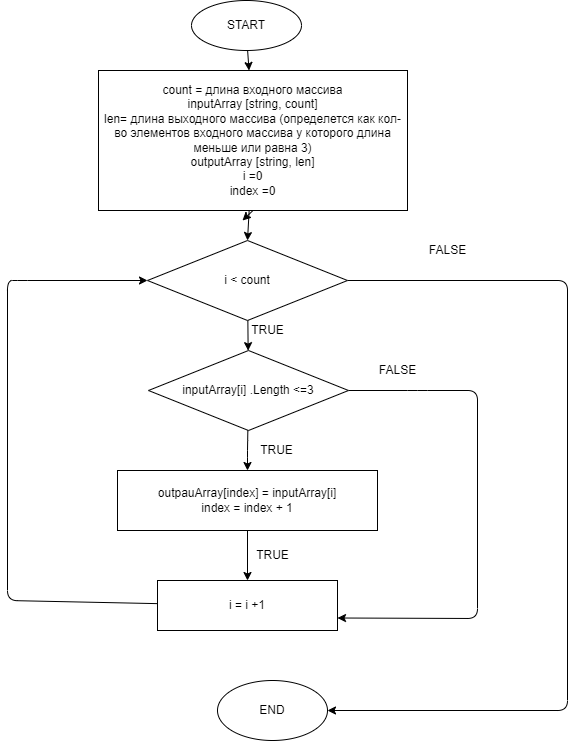 START
count = длина входного массива
inputArray [string, count]
len= длина выходного массива (определется как кол-
во элементов входного массива у которого длина
меньше или равна 3)
outputArray [string, len]
i =0
index =0
FALSE
i < count
TRUE
FALSE
inputArray[i] .Length <=3
TRUE
outpauArray[index] = inputArray[i]
index = index + 1
TRUE
i = i +1
END